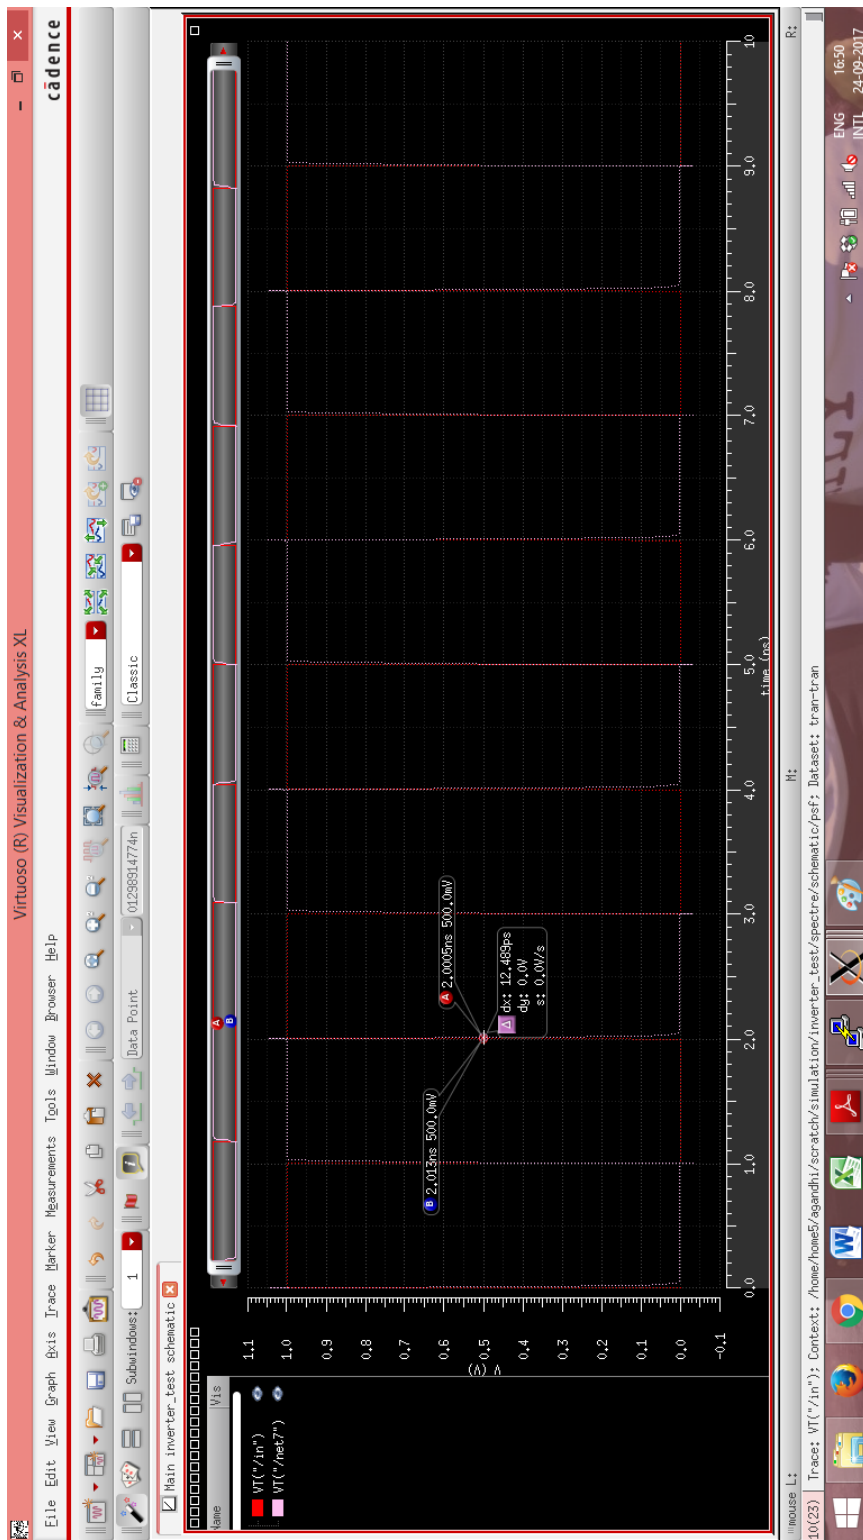 Virtuoso (R) Visualization & Analysis XL
File Edit View Graph Axis Trace Marker Measurements Tools Window Browser Help
cādence
family
Subwindows: 1
Data Point
01298914774n
Classic
Main inverter_test schematic
Name Vis
VT("/in")
VT("/net7")
V (V)
1.1
1.0
0.9
0.8
0.7
0.6
0.5
0.4
0.3
0.2
0.1
0.0
-0.1
B 2.013ns 500.0mV
A 2.0005ns 500.0mV
dx: 12.489ps
dy: 0.0V
s: 0.0V/s
0.0 1.0 2.0 3.0 4.0 5.0 6.0 7.0 8.0 9.0 10
time (ns)
mouse L: M: R:
10(23) Trace: VT("/in"); Context: /home/home5/agandhi/scratch/simulation/inverter_test/spectre/schematic/psf; Dataset: tran-tran
ENG
INTL
16:50
24-09-2017